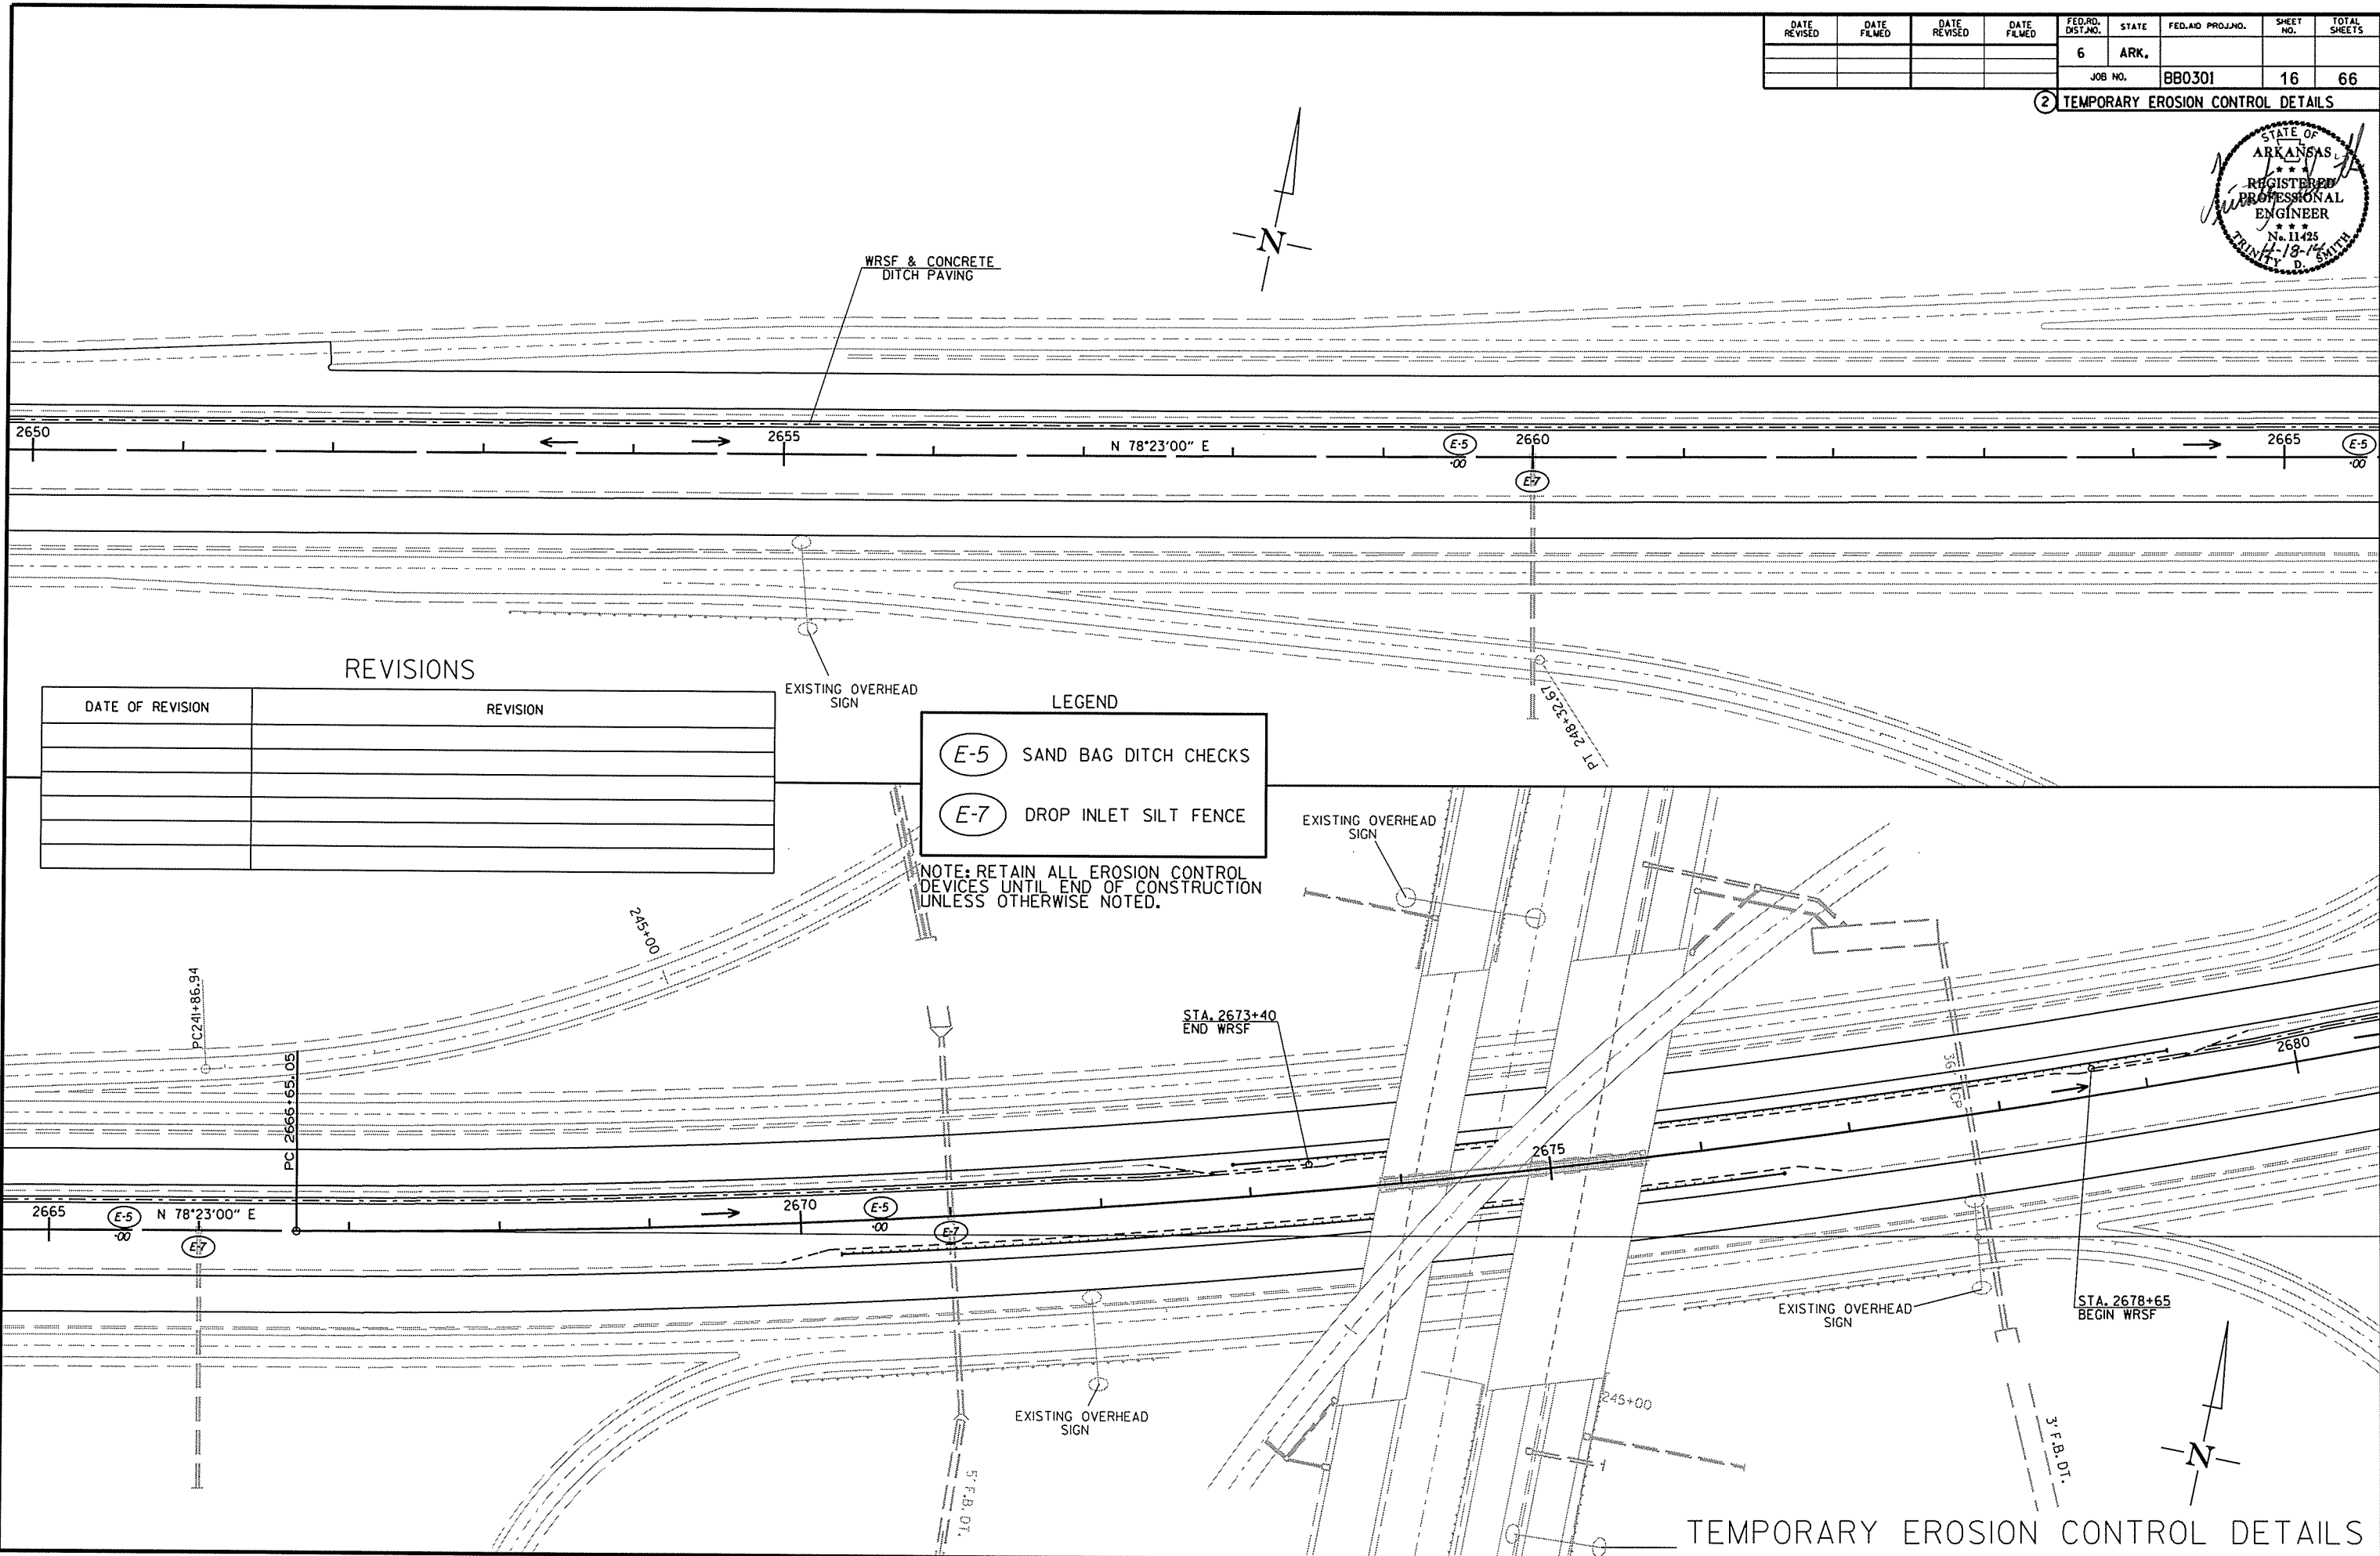 DATE REVISED
DATE FILMED
DATE REVISED
DATE FILMED
FED.RD. DIST.NO.
STATE
FED.AID PROJ.NO.
SHEET NO.
TOTAL SHEETS
6
ARK.
JOB NO.
BB0301
16
66
2 TEMPORARY EROSION CONTROL DETAILS
STATE OF
ARKANSAS
★ ★ ★
REGISTERED
PROFESSIONAL
ENGINEER
★ ★ ★
No. 11425
TRINITY D. SMITH
N
WRSF & CONCRETE
DITCH PAVING
2650
2655
N 78°23'00" E
E-5
+00
2660
E-7
2665
E-5
+00
EXISTING OVERHEAD
SIGN
PT 248+32.67
REVISIONS
DATE OF REVISION
REVISION
LEGEND
E-5 SAND BAG DITCH CHECKS
E-7 DROP INLET SILT FENCE
NOTE: RETAIN ALL EROSION CONTROL
DEVICES UNTIL END OF CONSTRUCTION
UNLESS OTHERWISE NOTED.
EXISTING OVERHEAD
SIGN
245+00
PC241+86.94
PC 2666+65.05
STA. 2673+40
END WRSF
2665
E-5
+00
N 78°23'00" E
E-7
2670
E-5
+00
E-7
2675
2680
EXISTING OVERHEAD
SIGN
STA. 2678+65
BEGIN WRSF
EXISTING OVERHEAD
SIGN
245+00
5' F.B. DT.
3' F.B. DT.
N
TEMPORARY EROSION CONTROL DETAILS